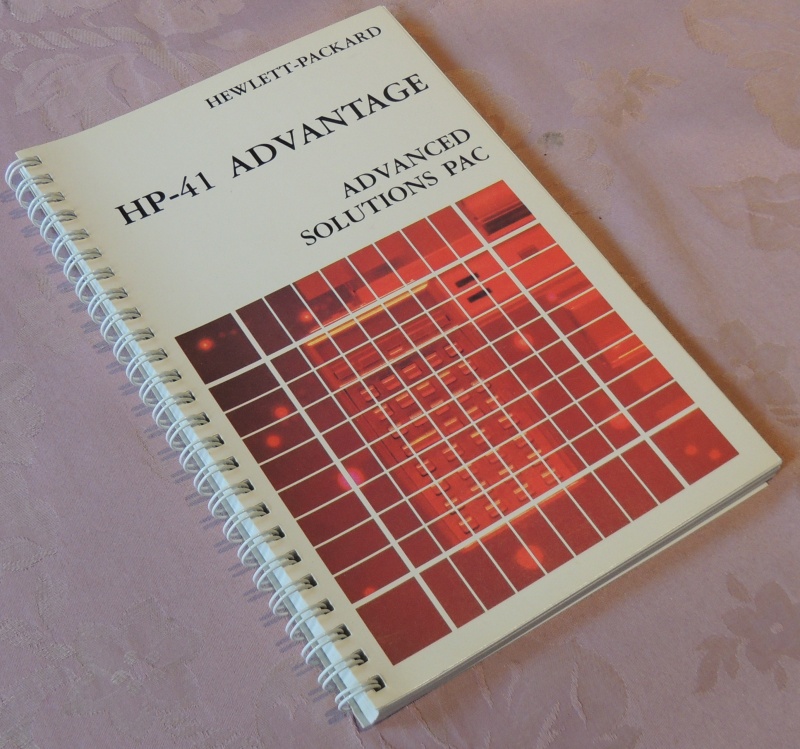 HEWLETT-PACKARD
HP-41 ADVANTAGE
ADVANCED
SOLUTIONS PAC